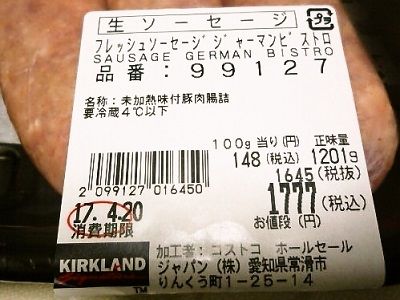 生ソーセージ
プラ
フレッシュソーセージジャーマンビストロ
SAUSAGE GERMAN BISTRO
品番:99127
名称:未加熱味付豚肉腸詰
要冷蔵4℃以下
100g当り(円) 正味量
148(税込) 1201g
1645(税抜)
1777(税込)
お値段(円)
2 099127 016450
17. 4.20
消費期限
KIRKLAND
Signature
TM
加工者:コストコ ホールセール
ジャパン(株)愛知県常滑市
りんくう町1-25-14